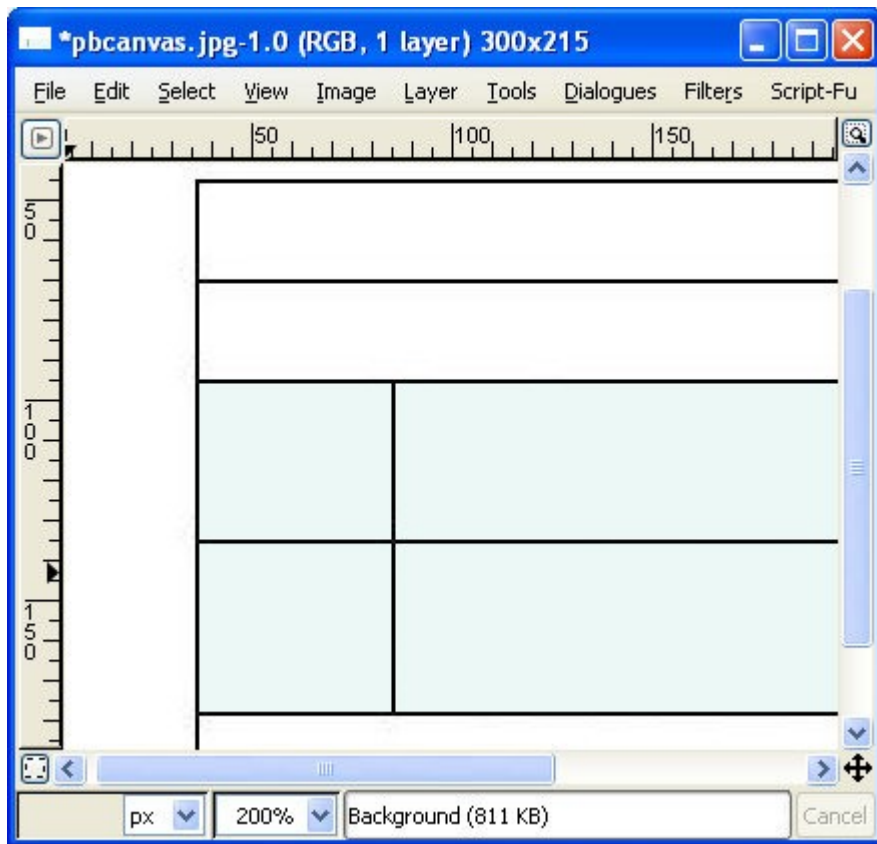 *pbcanvas.jpg-1.0 (RGB, 1 layer) 300x215
File Edit Select View Image Layer Tools Dialogues Filters Script-Fu
50 100 150
50
100
150
px 200% Background (811 KB) Cancel